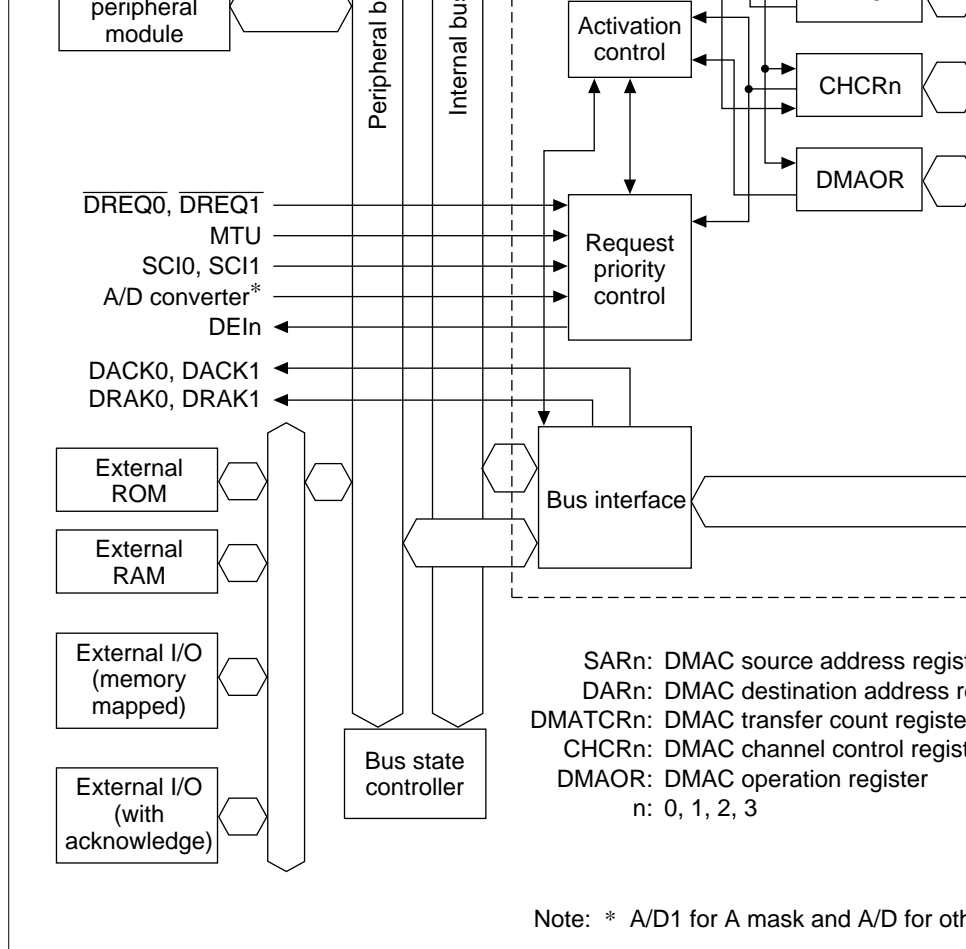 peripheral
module
Peripheral b
Internal bus
Activation
control
CHCRn
DMAOR
DREQ0, DREQ1
MTU
SCI0, SCI1
A/D converter*
DEIn
Request
priority
control
DACK0, DACK1
DRAK0, DRAK1
External
ROM
Bus interface
External
RAM
External I/O
(memory
mapped)
Bus state
controller
External I/O
(with
acknowledge)
SARn: DMAC source address regist
DARn: DMAC destination address r
DMATCRn: DMAC transfer count registe
CHCRn: DMAC channel control regist
DMAOR: DMAC operation register
n: 0, 1, 2, 3
Note: * A/D1 for A mask and A/D for oth